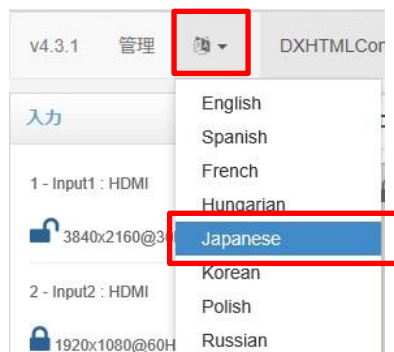 v4.3.1 管理 DXHTMLCon
入力
1 - Input1 : HDMI
3840x2160@30
2 - Input2 : HDMI
1920x1080@60H
English
Spanish
French
Hungarian
Japanese
Korean
Polish
Russian